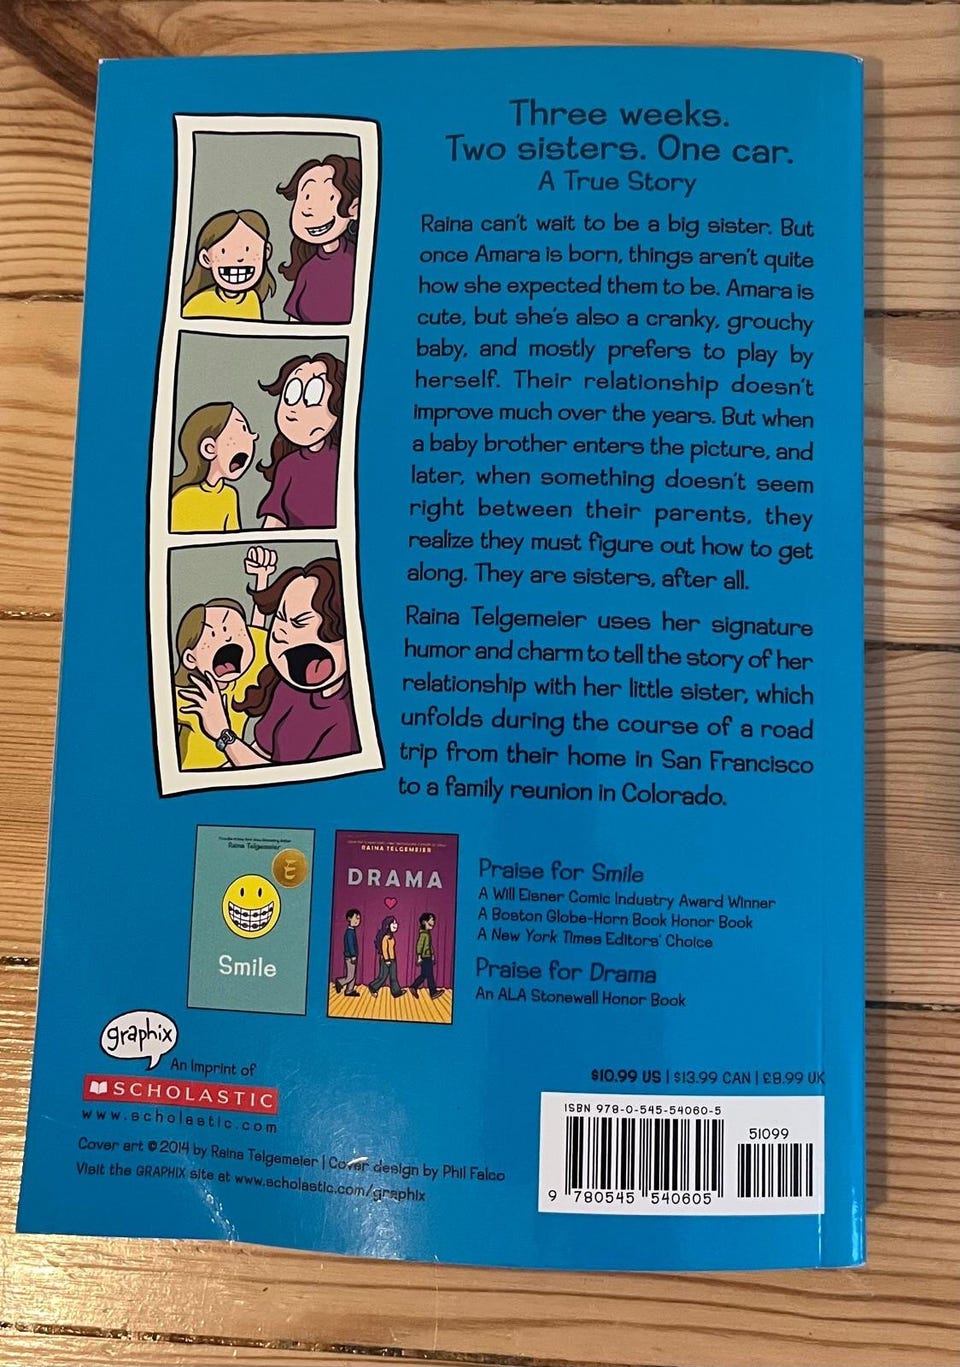 Three weeks.
Two sisters. One car.
A True Story
Raina can't wait to be a big sister. But
once Amara is born, things aren't quite
how she expected them to be. Amara is
cute, but she's also a cranky, grouchy
baby, and mostly prefers to play by
herself. Their relationship doesn't
improve much over the years. But when
a baby brother enters the picture, and
later, when something doesn't seem
right between their parents, they
realize they must figure out how to get
along. They are sisters, after all.
Raina Telgemeier uses her signature
humor and charm to tell the story of her
relationship with her little sister, which
unfolds during the course of a road
trip from their home in San Francisco
to a family reunion in Colorado.
Raina Telgemeier
Smile
RAINA TELGEMEIER
DRAMA
Praise for Smile
A Will Eisner Comic Industry Award Winner
A Boston Globe-Horn Book Honor Book
A New York Times Editors' Choice
Praise for Drama
An ALA Stonewall Honor Book
graphix
An Imprint of
SCHOLASTIC
www.scholastic.com
Cover art © 2014 by Raina Telgemeier | Cover design by Phil Falco
Visit the GRAPHIX site at www.scholastic.com/graphix
$10.99 US | $13.99 CAN | £8.99 UK
ISBN 978-0-545-54060-5
51099
9 780545 540605